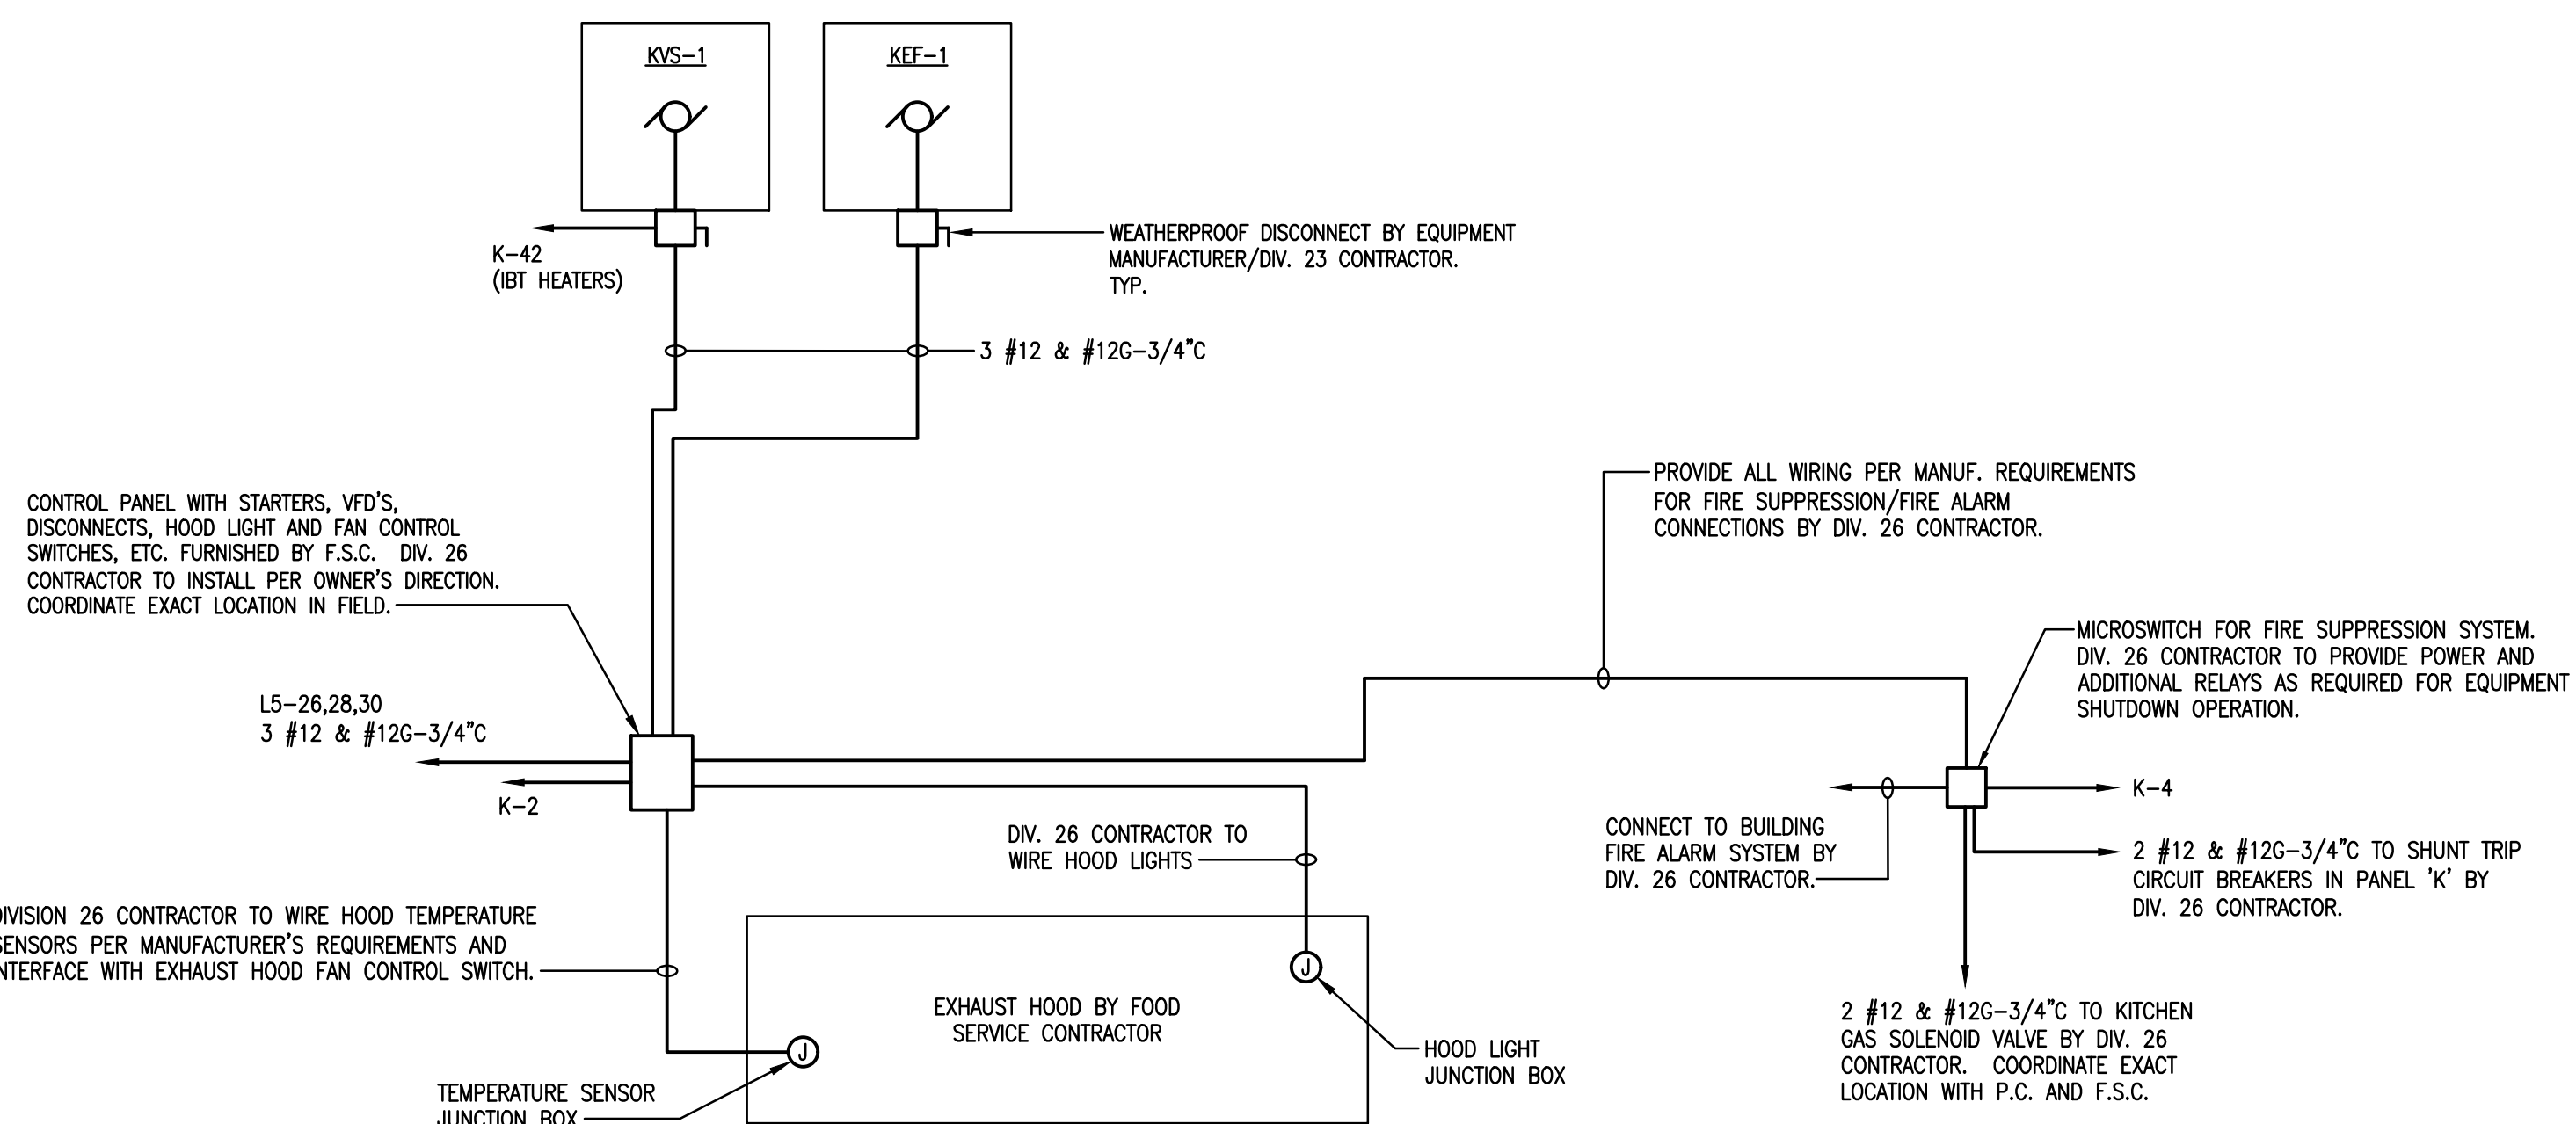 KVS-1
KEF-1
K-42
(IBT HEATERS)
WEATHERPROOF DISCONNECT BY EQUIPMENT
MANUFACTURER/DIV. 23 CONTRACTOR.
TYP.
3 #12 & #12G-3/4"C
CONTROL PANEL WITH STARTERS, VFD'S,
DISCONNECTS, HOOD LIGHT AND FAN CONTROL
SWITCHES, ETC. FURNISHED BY F.S.C. DIV. 26
CONTRACTOR TO INSTALL PER OWNER'S DIRECTION.
COORDINATE EXACT LOCATION IN FIELD.
PROVIDE ALL WIRING PER MANUF. REQUIREMENTS
FOR FIRE SUPPRESSION/FIRE ALARM
CONNECTIONS BY DIV. 26 CONTRACTOR.
MICROSWITCH FOR FIRE SUPPRESSION SYSTEM.
DIV. 26 CONTRACTOR TO PROVIDE POWER AND
ADDITIONAL RELAYS AS REQUIRED FOR EQUIPMENT
SHUTDOWN OPERATION.
L5-26,28,30
3 #12 & #12G-3/4"C
K-2
K-4
DIV. 26 CONTRACTOR TO
WIRE HOOD LIGHTS
CONNECT TO BUILDING
FIRE ALARM SYSTEM BY
DIV. 26 CONTRACTOR.
2 #12 & #12G-3/4"C TO SHUNT TRIP
CIRCUIT BREAKERS IN PANEL 'K' BY
DIV. 26 CONTRACTOR.
DIVISION 26 CONTRACTOR TO WIRE HOOD TEMPERATURE
SENSORS PER MANUFACTURER'S REQUIREMENTS AND
INTERFACE WITH EXHAUST HOOD FAN CONTROL SWITCH.
J
EXHAUST HOOD BY FOOD
SERVICE CONTRACTOR
J
HOOD LIGHT
JUNCTION BOX
2 #12 & #12G-3/4"C TO KITCHEN
GAS SOLENOID VALVE BY DIV. 26
CONTRACTOR. COORDINATE EXACT
LOCATION WITH P.C. AND F.S.C.
TEMPERATURE SENSOR
JUNCTION BOX